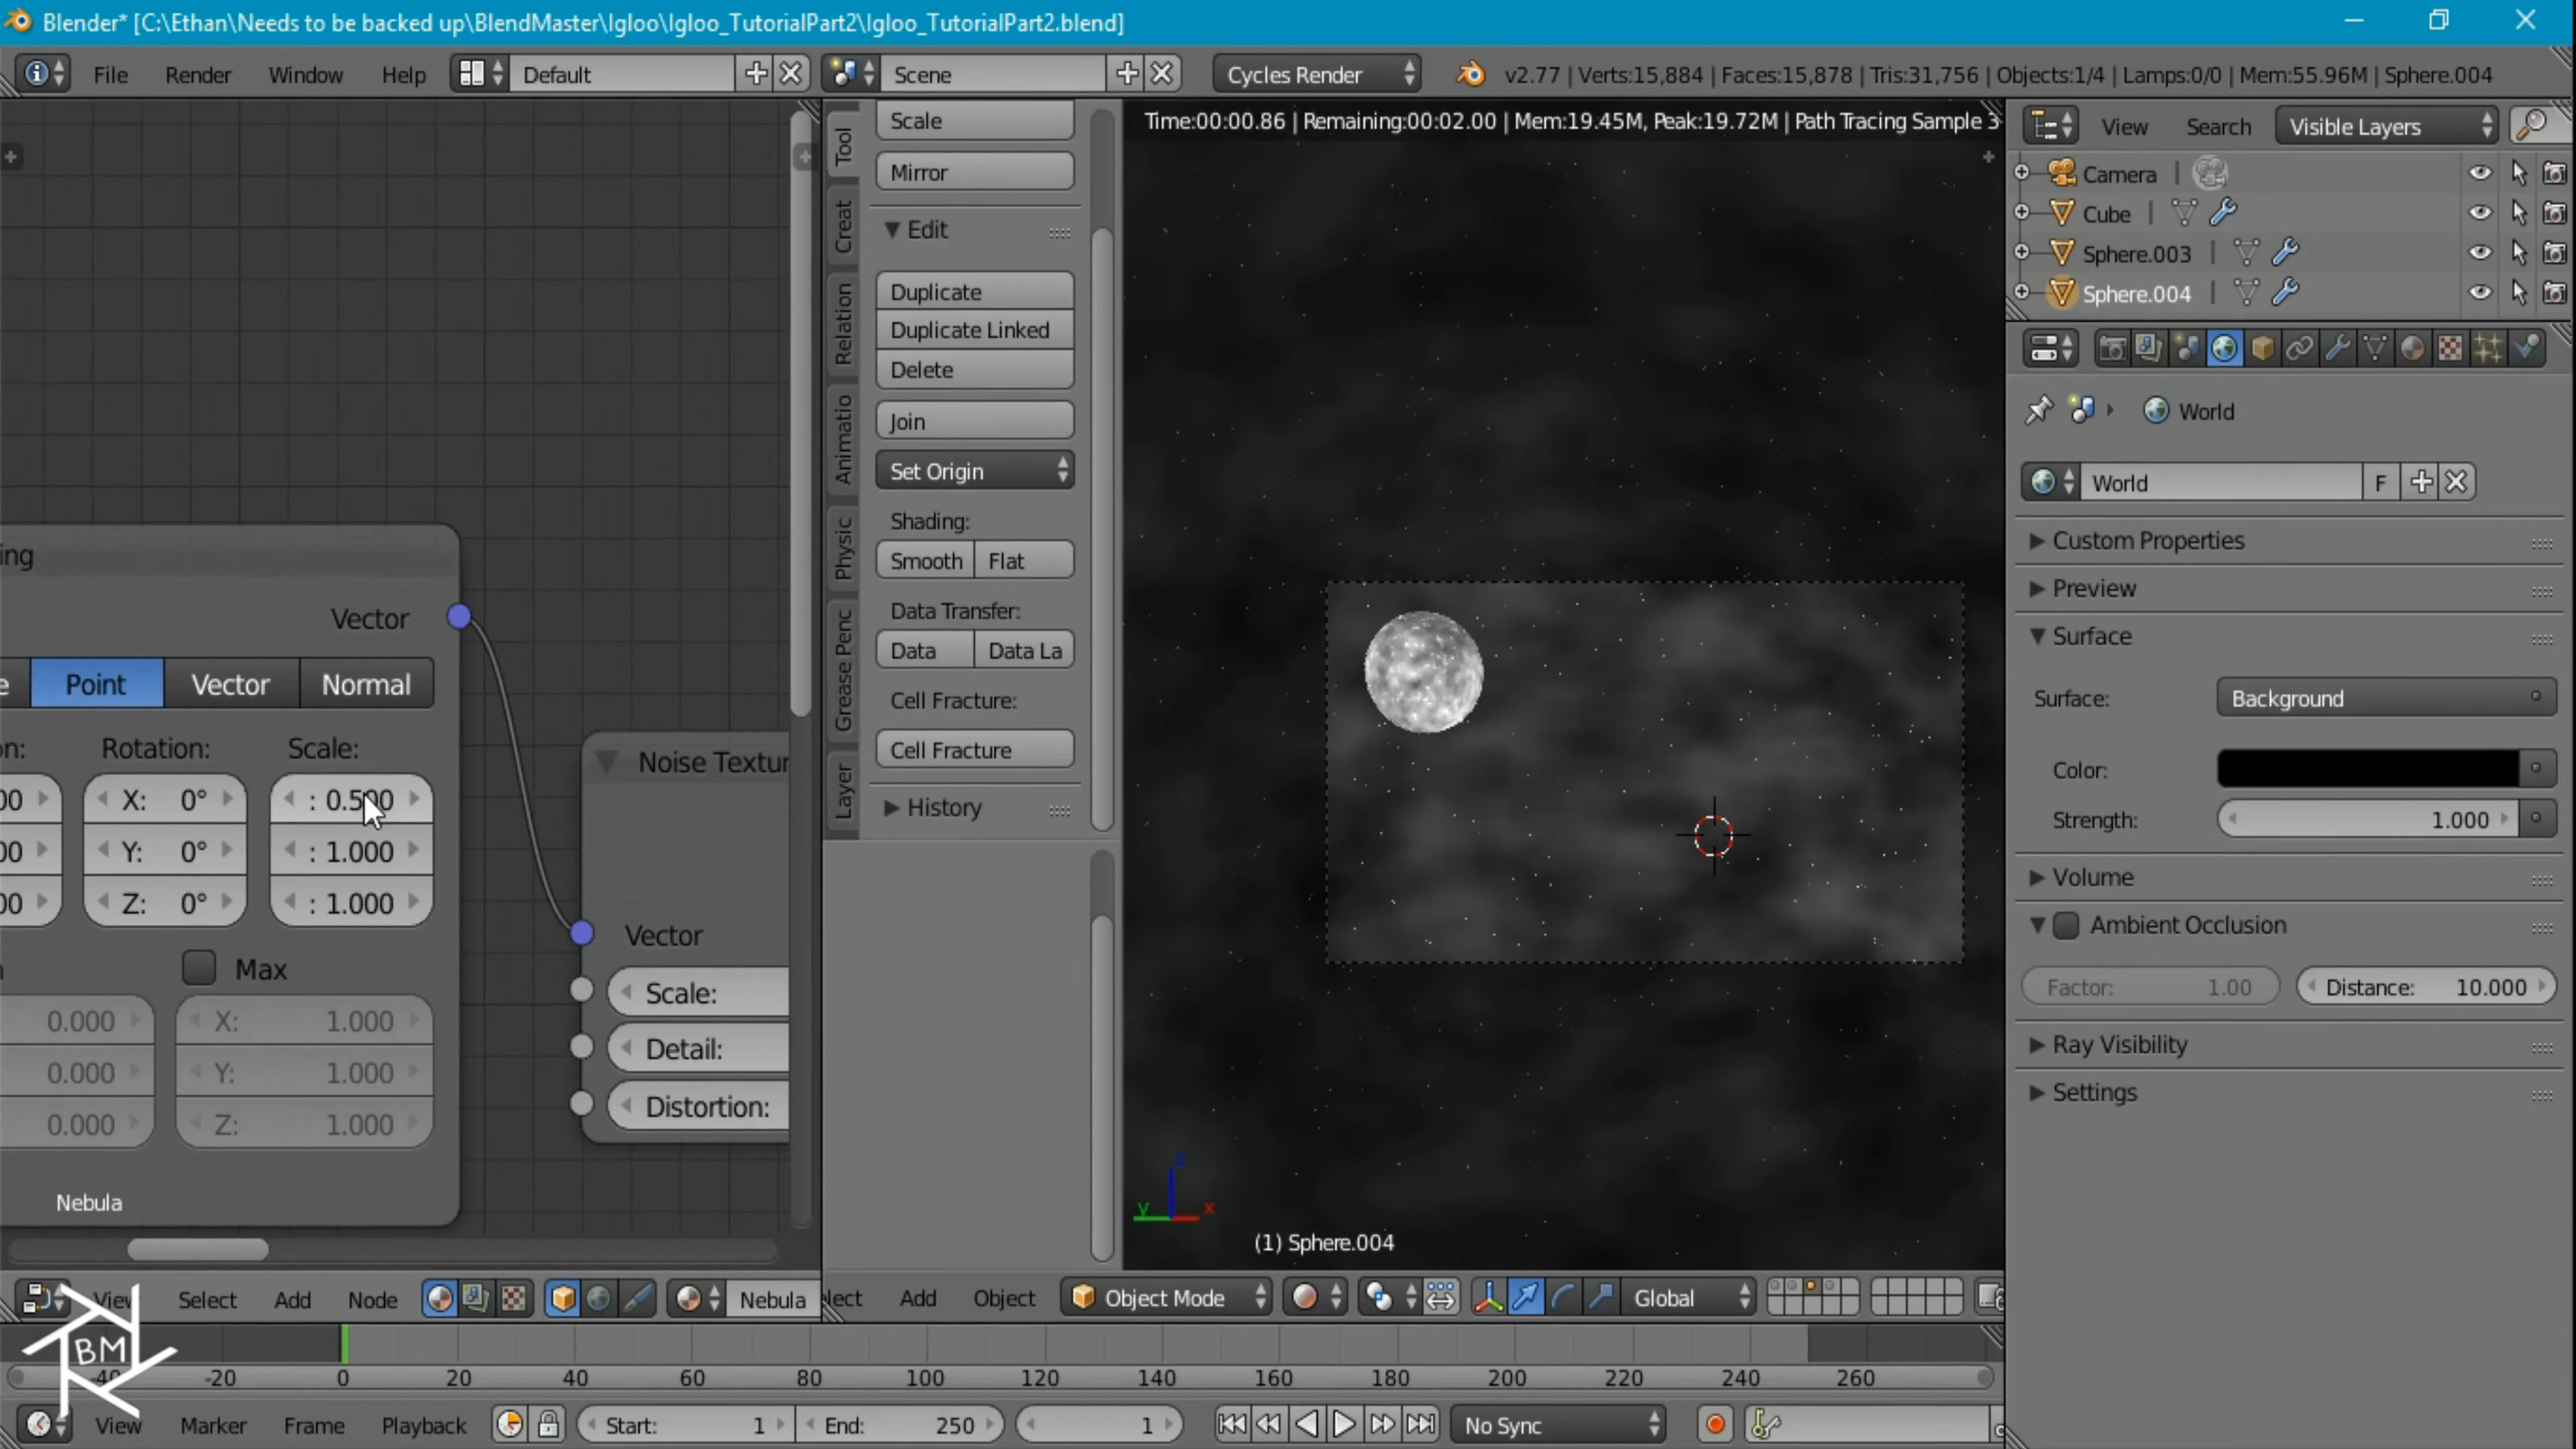 Blender* [C:\Ethan\Needs to be backed up\BlendMaster\Igloo\Igloo_TutorialPart2\Igloo_TutorialPart2.blend]
File Render Window Help Default Scene Cycles Render v2.77 | Verts:15,884 | Faces:15,878 | Tris:31,756 | Objects:1/4 | Lamps:0/0 | Mem:55.96M | Sphere.004
Time:00:00.86 | Remaining:00:02.00 | Mem:19.45M, Peak:19.72M | Path Tracing Sample 3
ing
Vector
e Point Vector Normal
on: Rotation: Scale:
00 X: 0° : 0.500
00 Y: 0° : 1.000
00 Z: 0° : 1.000
Max
0.000 X: 1.000
0.000 Y: 1.000
0.000 Z: 1.000
Nebula
Noise Textur
Vector
Scale:
Detail:
Distortion:
Tool
Creat
Relation
Animatio
Physic
Grease Penc
Layer
Scale
Mirror
Edit
Duplicate
Duplicate Linked
Delete
Join
Set Origin
Shading:
Smooth Flat
Data Transfer:
Data Data La
Cell Fracture:
Cell Fracture
History
z
y x
(1) Sphere.004
View Search Visible Layers
Camera
Cube
Sphere.003
Sphere.004
World
World F
Custom Properties
Preview
Surface
Surface: Background
Color:
Strength: 1.000
Volume
Ambient Occlusion
Factor: 1.00 Distance: 10.000
Ray Visibility
Settings
View Select Add Node Nebula
lect Add Object Object Mode Global
BM
-40 -20 0 20 40 60 80 100 120 140 160 180 200 220 240 260
View Marker Frame Playback Start: 1 End: 250 1 No Sync